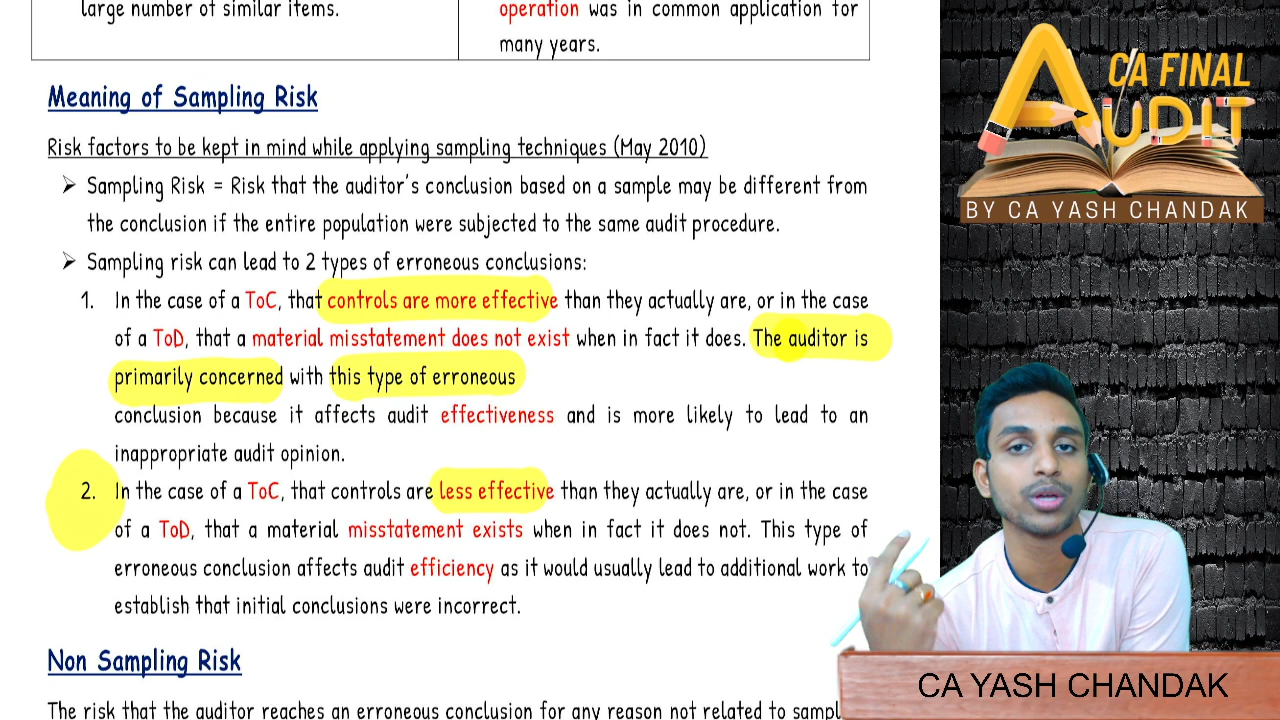 large number of similar items.
operation was in common application for
many years.
Meaning of Sampling Risk
Risk factors to be kept in mind while applying sampling techniques (May 2010)
➢ Sampling Risk = Risk that the auditor's conclusion based on a sample may be different from
the conclusion if the entire population were subjected to the same audit procedure.
➢ Sampling risk can lead to 2 types of erroneous conclusions:
1. In the case of a ToC, that controls are more effective than they actually are, or in the case
of a ToD, that a material misstatement does not exist when in fact it does. The auditor is
primarily concerned with this type of erroneous
conclusion because it affects audit effectiveness and is more likely to lead to an
inappropriate audit opinion.
2. In the case of a ToC, that controls are less effective than they actually are, or in the case
of a ToD, that a material misstatement exists when in fact it does not. This type of
erroneous conclusion affects audit efficiency as it would usually lead to additional work to
establish that initial conclusions were incorrect.
Non Sampling Risk
The risk that the auditor reaches an erroneous conclusion for any reason not related to
CA FINAL
AUDIT
BY CA YASH CHANDAK
CA YASH CHANDAK